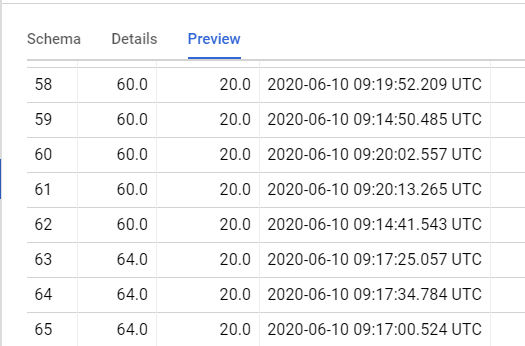 Schema Details Preview
58 60.0 20.0 2020-06-10 09:19:52.209 UTC
59 60.0 20.0 2020-06-10 09:14:50.485 UTC
60 60.0 20.0 2020-06-10 09:20:02.557 UTC
61 60.0 20.0 2020-06-10 09:20:13.265 UTC
62 60.0 20.0 2020-06-10 09:14:41.543 UTC
63 64.0 20.0 2020-06-10 09:17:25.057 UTC
64 64.0 20.0 2020-06-10 09:17:34.784 UTC
65 64.0 20.0 2020-06-10 09:17:00.524 UTC